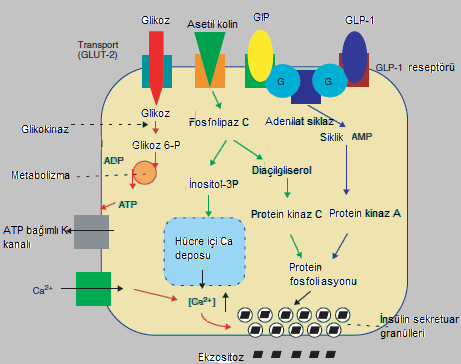 Glikoz
Asetil kolin
GIP
GLP-1
Transport
(GLUT-2)
G
G
GLP-1 reseptörü
Glikoz
Fosfolipaz C
Adenilat siklaz
Glikokinaz
Siklik AMP
Glikoz 6-P
ADP
Metabolizma
İnositol-3P
Diaçilgliserol
ATP
Protein kinaz C
Protein kinaz A
ATP bağımlı K
kanalı
Hücre içi Ca
deposu
Protein
fosfoliasyonu
Ca2+
[Ca2+]
İnsülin sekretuar
granülleri
Ekzositoz